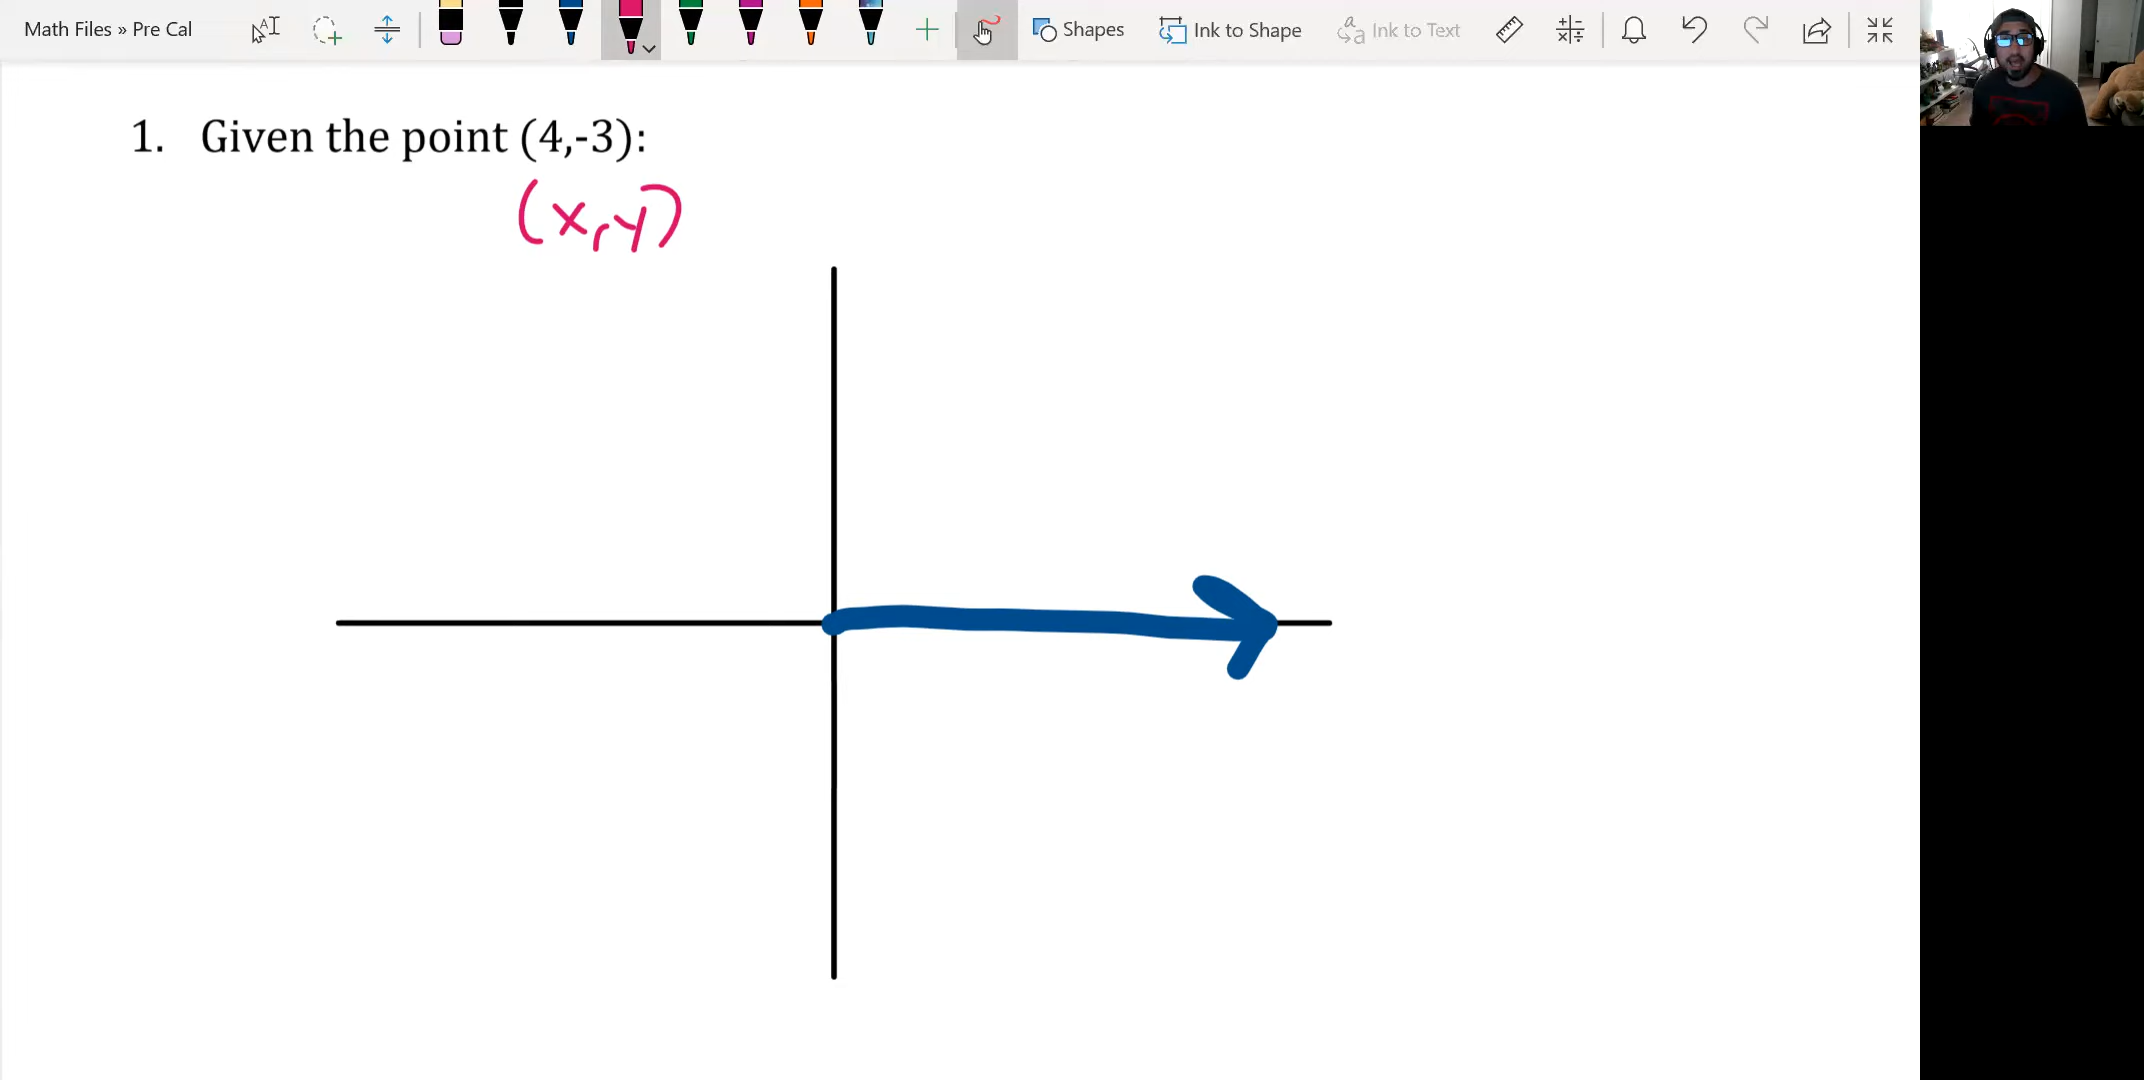 Math Files » Pre Cal
Shapes
Ink to Shape
Ink to Text
1. Given the point (4,-3):
(x,y)